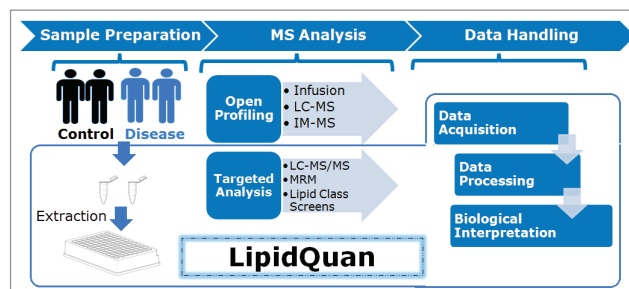 Sample Preparation
MS Analysis
Data Handling
Control Disease
Extraction
Open
Profiling
• Infusion
• LC-MS
• IM-MS
Targeted
Analysis
•LC-MS/MS
•MRM
•Lipid Class
Screens
LipidQuan
Data
Acquisition
Data
Processing
Biological
Interpretation